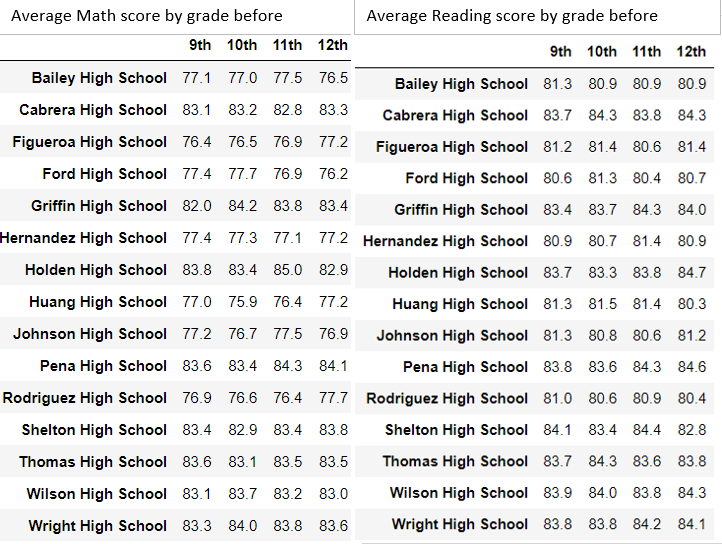 Average Math score by grade before
9th 10th 11th 12th
Bailey High School 77.1 77.0 77.5 76.5
Cabrera High School 83.1 83.2 82.8 83.3
Figueroa High School 76.4 76.5 76.9 77.2
Ford High School 77.4 77.7 76.9 76.2
Griffin High School 82.0 84.2 83.8 83.4
Hernandez High School 77.4 77.3 77.1 77.2
Holden High School 83.8 83.4 85.0 82.9
Huang High School 77.0 75.9 76.4 77.2
Johnson High School 77.2 76.7 77.5 76.9
Pena High School 83.6 83.4 84.3 84.1
Rodriguez High School 76.9 76.6 76.4 77.7
Shelton High School 83.4 82.9 83.4 83.8
Thomas High School 83.6 83.1 83.5 83.5
Wilson High School 83.1 83.7 83.2 83.0
Wright High School 83.3 84.0 83.8 83.6
Average Reading score by grade before
9th 10th 11th 12th
Bailey High School 81.3 80.9 80.9 80.9
Cabrera High School 83.7 84.3 83.8 84.3
Figueroa High School 81.2 81.4 80.6 81.4
Ford High School 80.6 81.3 80.4 80.7
Griffin High School 83.4 83.7 84.3 84.0
Hernandez High School 80.9 80.7 81.4 80.9
Holden High School 83.7 83.3 83.8 84.7
Huang High School 81.3 81.5 81.4 80.3
Johnson High School 81.3 80.8 80.6 81.2
Pena High School 83.8 83.6 84.3 84.6
Rodriguez High School 81.0 80.6 80.9 80.4
Shelton High School 84.1 83.4 84.4 82.8
Thomas High School 83.7 84.3 83.6 83.8
Wilson High School 83.9 84.0 83.8 84.3
Wright High School 83.8 83.8 84.2 84.1